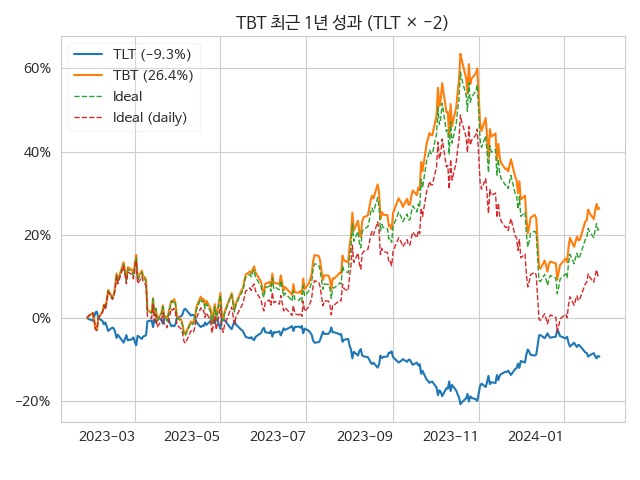 TBT 최근 1년 성과 (TLT × −2)
TLT (−9.3%)
TBT (26.4%)
Ideal
Ideal (daily)
60%
40%
20%
0%
−20%
2023−03 2023−05 2023−07 2023−09 2023−11 2024−01